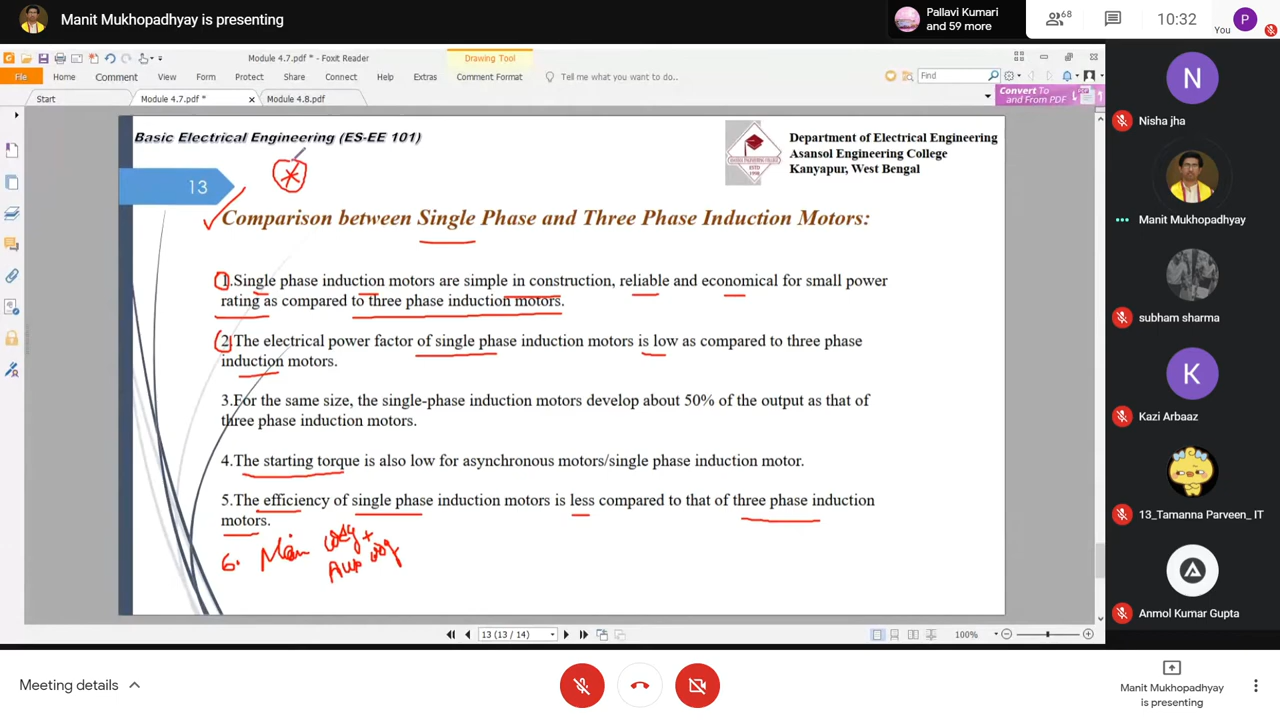 Manit Mukhopadhyay is presenting
Pallavi Kumari
and 59 more
68
10:32
You
P
Module 4.7.pdf * - Foxit Reader
Drawing Tool
File
Home
Comment
View
Form
Protect
Share
Connect
Help
Extras
Comment Format
Tell me what you want to do..
Find
Start
Module 4.7.pdf *
Module 4.8.pdf
Convert To
and From PDF
Basic Electrical Engineering (ES-EE 101)
Department of Electrical Engineering
Asansol Engineering College
Kanyapur, West Bengal
13
Comparison between Single Phase and Three Phase Induction Motors:
1.Single phase induction motors are simple in construction, reliable and economical for small power
rating as compared to three phase induction motors.
2.The electrical power factor of single phase induction motors is low as compared to three phase
induction motors.
3.For the same size, the single-phase induction motors develop about 50% of the output as that of
three phase induction motors.
4.The starting torque is also low for asynchronous motors/single phase induction motor.
5.The efficiency of single phase induction motors is less compared to that of three phase induction
motors.
6. Main wdg +
Aux wdg
13 (13 / 14)
100%
N
Nisha jha
Manit Mukhopadhyay
subham sharma
K
Kazi Arbaaz
13_Tamanna Parveen_ IT
Anmol Kumar Gupta
Meeting details
Manit Mukhopadhyay
is presenting